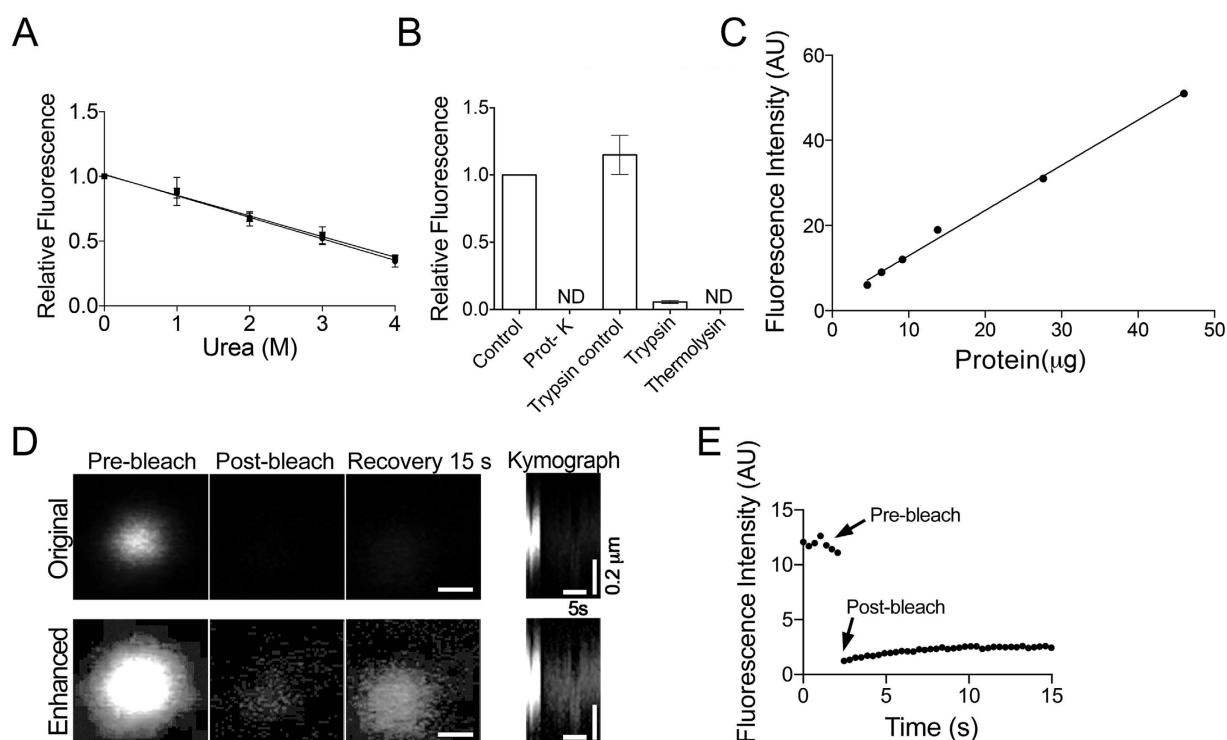 A
Relative Fluorescence
1.5
1.0
0.5
0.0
0 1 2 3 4
Urea (M)
B
Relative Fluorescence
1.5
1.0
0.5
0.0
ND
ND
Control
Prot- K
Trypsin control
Trypsin
Thermolysin
C
Fluorescence Intensity (AU)
60
40
20
0
0 10 20 30 40 50
Protein(μg)
D
Pre-bleach Post-bleach Recovery 15 s Kymograph
Original
0.2 μm
5s
Enhanced
E
Fluorescence Intensity (AU)
15
10
5
0
Pre-bleach
Post-bleach
0 5 10 15
Time (s)